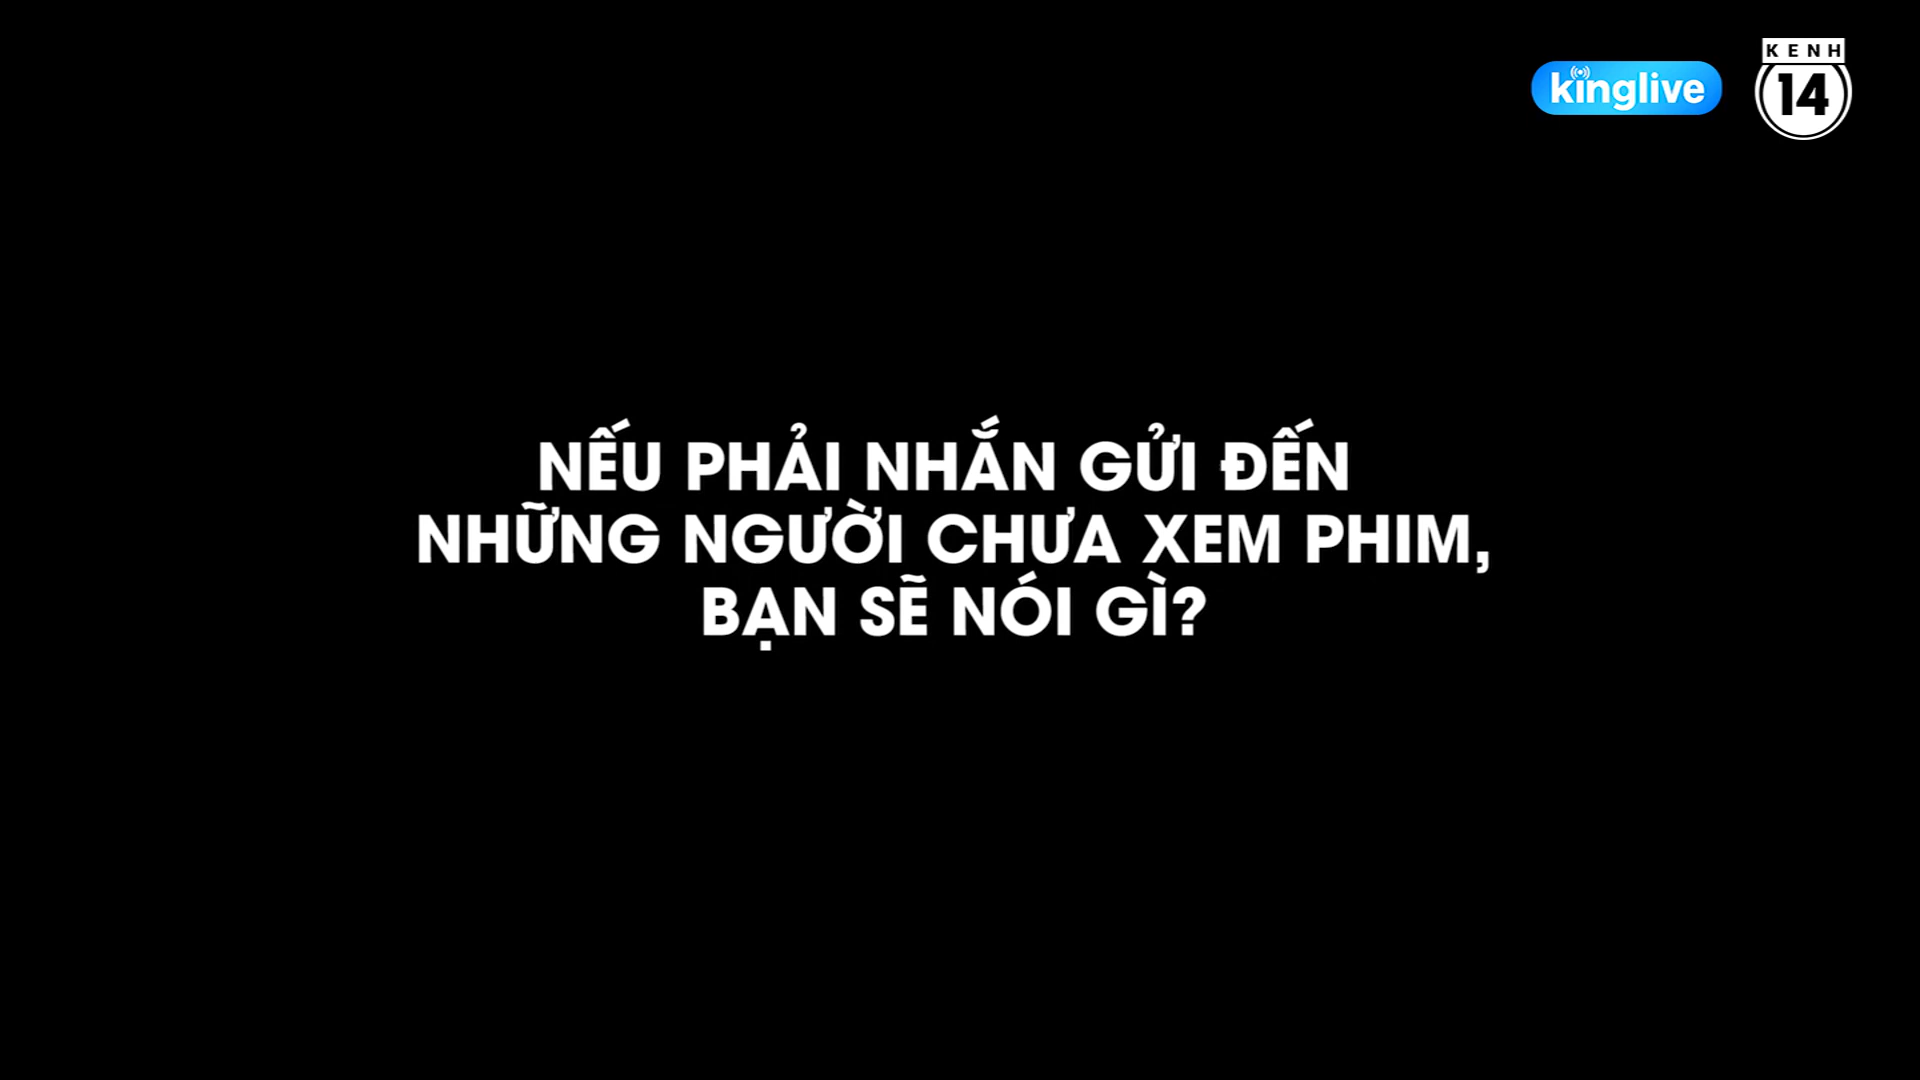 kinglive
KENH
14
NẾU PHẢI NHẮN GỬI ĐẾN
NHỮNG NGƯỜI CHƯA XEM PHIM,
BẠN SẼ NÓI GÌ?